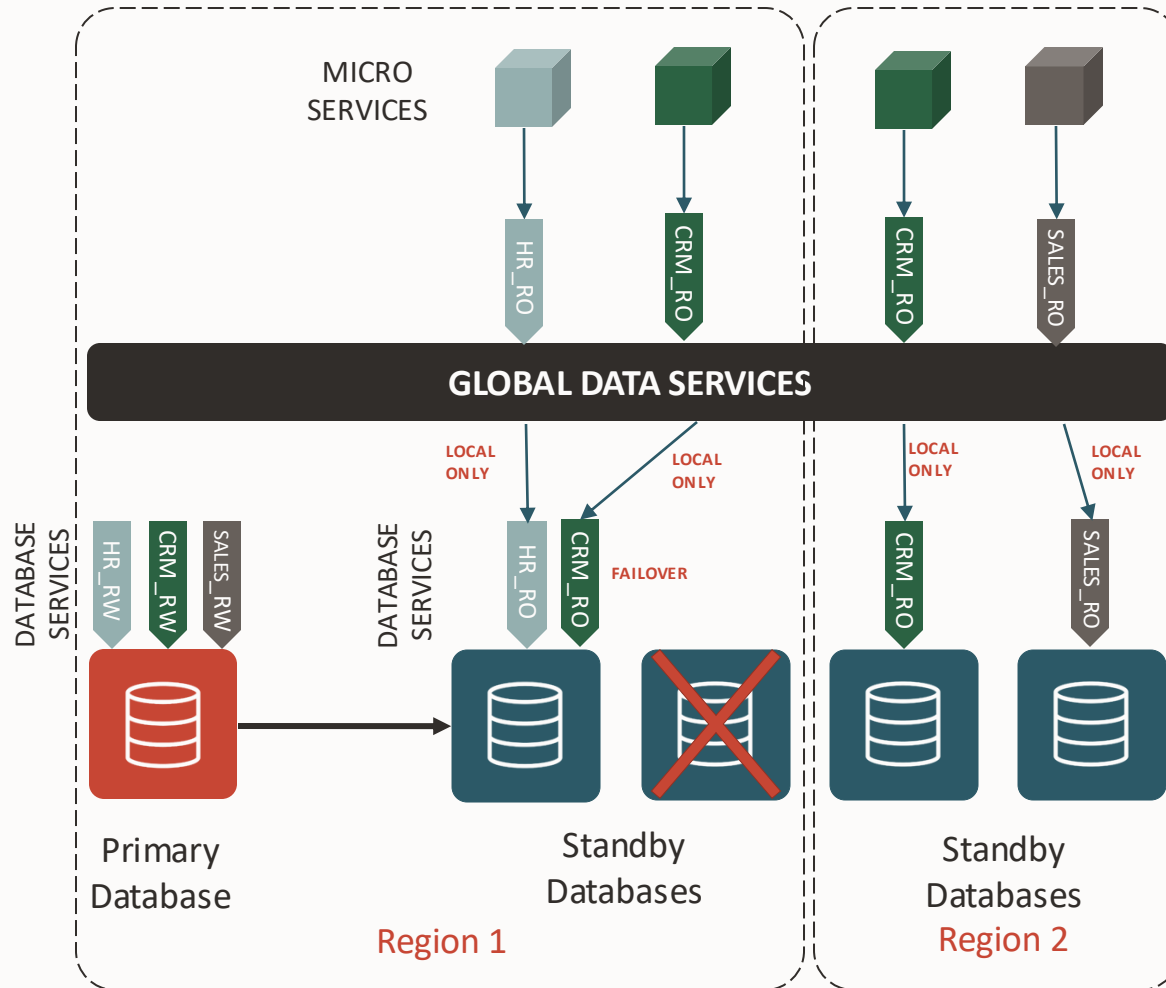 MICRO
SERVICES
HR_RO
CRM_RO
CRM_RO
SALES_RO
GLOBAL DATA SERVICES
LOCAL
ONLY
LOCAL
ONLY
LOCAL
ONLY
LOCAL
ONLY
DATABASE
SERVICES
HR_RW
CRM_RW
SALES_RW
DATABASE
SERVICES
HR_RO
CRM_RO
FAILOVER
CRM_RO
SALES_RO
Primary
Database
Standby
Databases
Standby
Databases
Region 1
Region 2